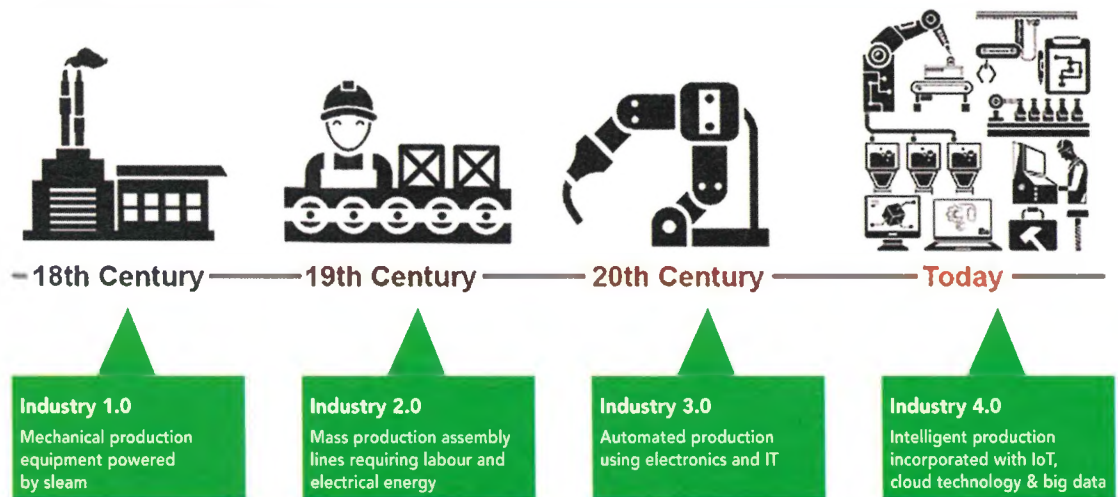 18th Century
19th Century
20th Century
Today
Industry 1.0
Mechanical production
equipment powered
by sleam
Industry 2.0
Mass production assembly
lines requiring labour and
electrical energy
Industry 3.0
Automated production
using electronics and IT
Industry 4.0
Intelligent production
incorporated with IoT,
cloud technology & big data